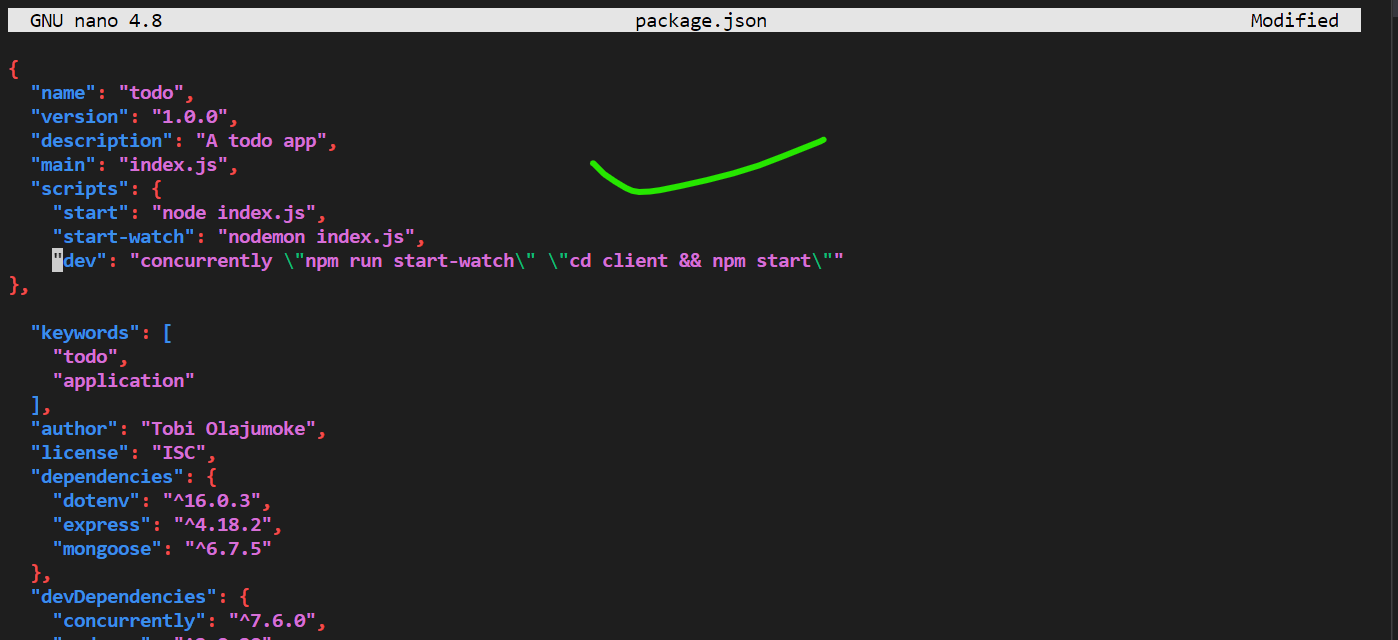 GNU nano 4.8 package.json Modified
{
"name": "todo",
"version": "1.0.0",
"description": "A todo app",
"main": "index.js",
"scripts": {
"start": "node index.js",
"start-watch": "nodemon index.js",
"dev": "concurrently \"npm run start-watch\" \"cd client && npm start\""
},
"keywords": [
"todo",
"application"
],
"author": "Tobi Olajumoke",
"license": "ISC",
"dependencies": {
"dotenv": "^16.0.3",
"express": "^4.18.2",
"mongoose": "^6.7.5"
},
"devDependencies": {
"concurrently": "^7.6.0",